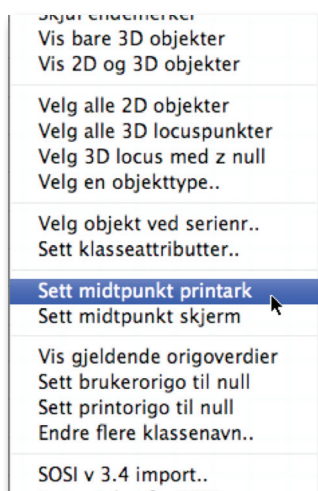 Skjul endemerker
Vis bare 3D objekter
Vis 2D og 3D objekter
Velg alle 2D objekter
Velg alle 3D locuspunkter
Velg 3D locus med z null
Velg en objekttype..
Velg objekt ved serienr..
Sett klasseattributter..
Sett midtpunkt printark
Sett midtpunkt skjerm
Vis gjeldende origoverdier
Sett brukerorigo til null
Sett printorigo til null
Endre flere klassenavn..
SOSI v 3.4 import..